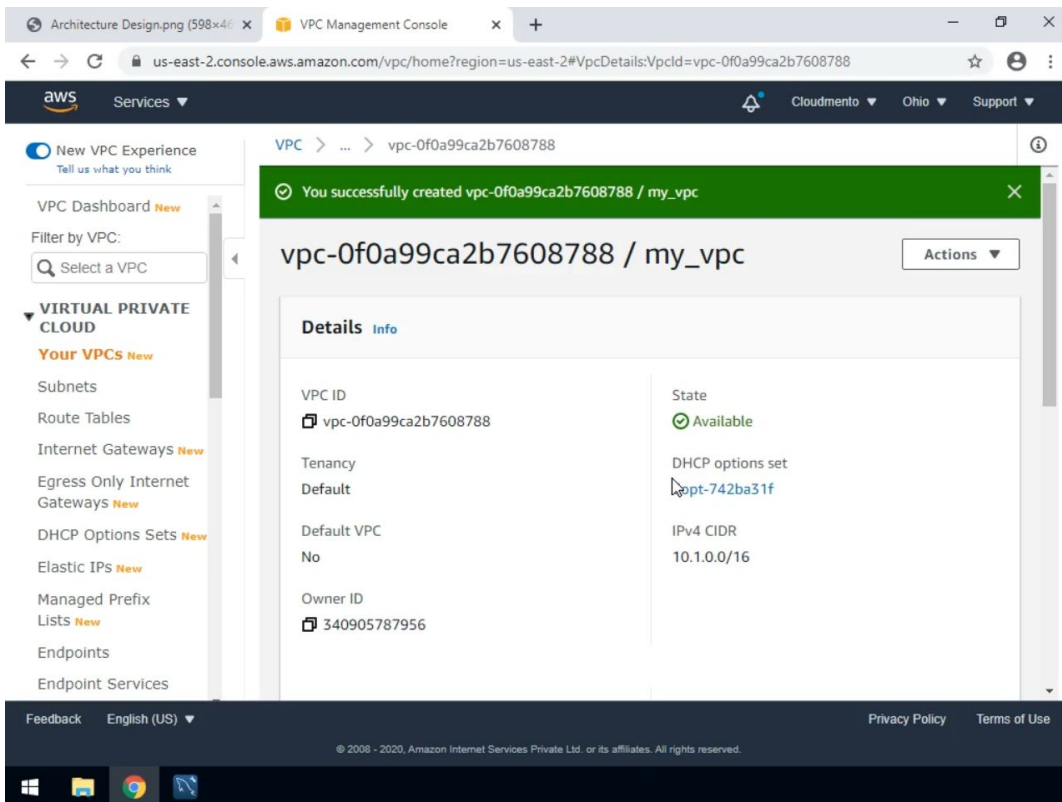 Architecture Design.png (598×46
VPC Management Console
us-east-2.console.aws.amazon.com/vpc/home?region=us-east-2#VpcDetails:VpcId=vpc-0f0a99ca2b7608788
aws
Services ▼
Cloudmento ▼
Ohio ▼
Support ▼
New VPC Experience
Tell us what you think
VPC > ... > vpc-0f0a99ca2b7608788
VPC Dashboard New
Filter by VPC:
Select a VPC
VIRTUAL PRIVATE
CLOUD
Your VPCs New
Subnets
Route Tables
Internet Gateways New
Egress Only Internet
Gateways New
DHCP Options Sets New
Elastic IPs New
Managed Prefix
Lists New
Endpoints
Endpoint Services
You successfully created vpc-0f0a99ca2b7608788 / my_vpc
vpc-0f0a99ca2b7608788 / my_vpc
Actions ▼
Details Info
VPC ID
vpc-0f0a99ca2b7608788
State
Available
Tenancy
Default
DHCP options set
dopt-742ba31f
Default VPC
No
IPv4 CIDR
10.1.0.0/16
Owner ID
340905787956
Feedback
English (US) ▼
Privacy Policy
Terms of Use
© 2008 - 2020, Amazon Internet Services Private Ltd. or its affiliates. All rights reserved.